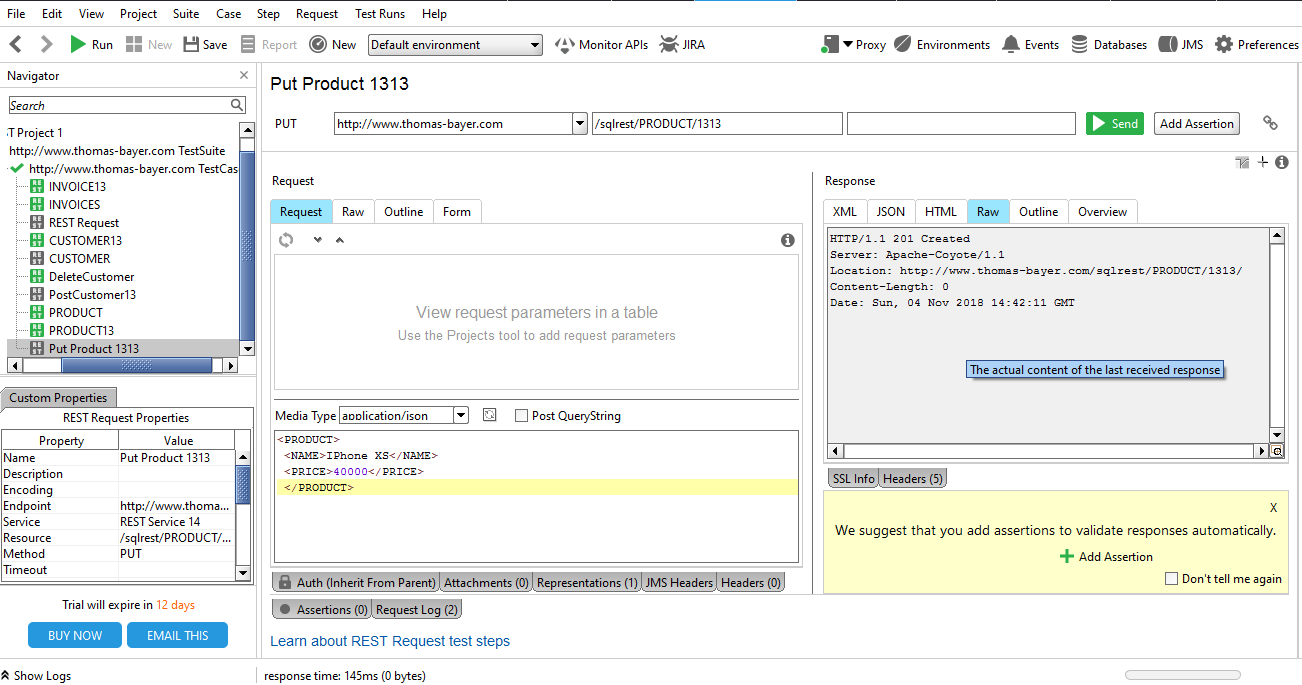 File Edit View Project Suite Case Step Request Test Runs Help
Run New Save Report New Default environment Monitor APIs JIRA Proxy Environments Events Databases JMS Preferences
Navigator
Search
T Project 1
http://www.thomas-bayer.com TestSuite
http://www.thomas-bayer.com TestCas
INVOICE13
INVOICES
REST Request
CUSTOMER13
CUSTOMER
DeleteCustomer
PostCustomer13
PRODUCT
PRODUCT13
Put Product 1313
Custom Properties
REST Request Properties
Property Value
Name Put Product 1313
Description
Encoding
Endpoint http://www.thoma...
Service REST Service 14
Resource /sqlrest/PRODUCT/...
Method PUT
Timeout
Trial will expire in 12 days
BUY NOW EMAIL THIS
Show Logs
Put Product 1313
PUT http://www.thomas-bayer.com /sqlrest/PRODUCT/1313 Send Add Assertion
Request
Request Raw Outline Form
View request parameters in a table
Use the Projects tool to add request parameters
Media Type application/json Post QueryString
<PRODUCT>
<NAME>IPhone XS</NAME>
<PRICE>40000</PRICE>
</PRODUCT>
Auth (Inherit From Parent) Attachments (0) Representations (1) JMS Headers Headers (0)
Assertions (0) Request Log (2)
Learn about REST Request test steps
response time: 145ms (0 bytes)
Response
XML JSON HTML Raw Outline Overview
HTTP/1.1 201 Created
Server: Apache-Coyote/1.1
Location: http://www.thomas-bayer.com/sqlrest/PRODUCT/1313/
Content-Length: 0
Date: Sun, 04 Nov 2018 14:42:11 GMT
The actual content of the last received response
SSL Info Headers (5)
X
We suggest that you add assertions to validate responses automatically.
Add Assertion
Don't tell me again